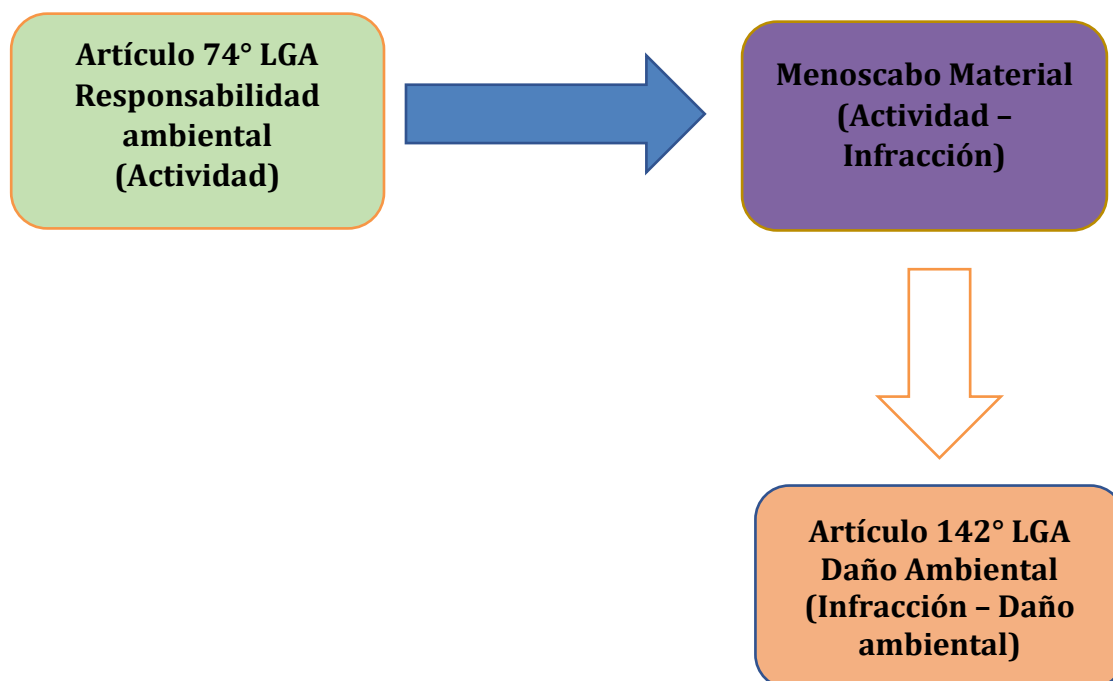 Artículo 74° LGA
Responsabilidad
ambiental
(Actividad)
Menoscabo Material
(Actividad –
Infracción)
Artículo 142° LGA
Daño Ambiental
(Infracción – Daño
ambiental)